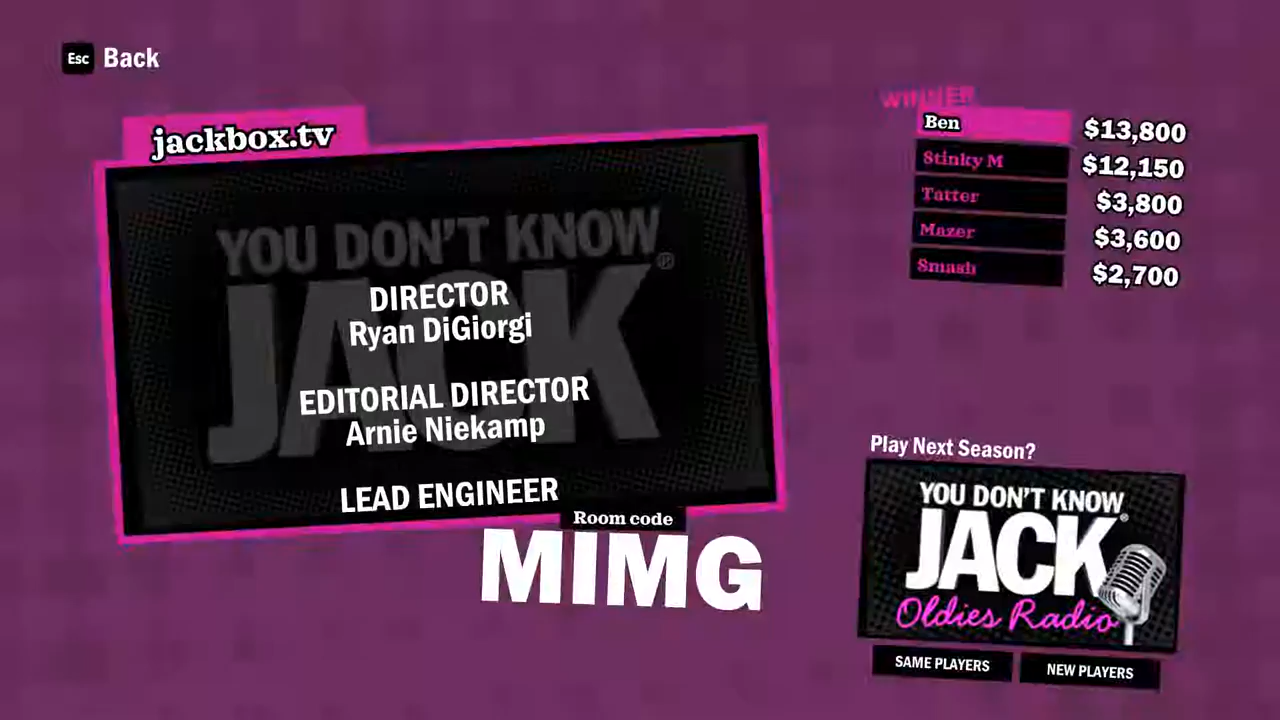 Esc Back
jackbox.tv
YOU DON'T KNOW
JACK®
DIRECTOR
Ryan DiGiorgi
EDITORIAL DIRECTOR
Arnie Niekamp
LEAD ENGINEER
Room code
MIMG
WINNER
Ben $13,800
Stinky M $12,150
Tatter $3,800
Mazer $3,600
Smash $2,700
Play Next Season?
YOU DON'T KNOW
JACK®
Oldies Radio
SAME PLAYERS NEW PLAYERS